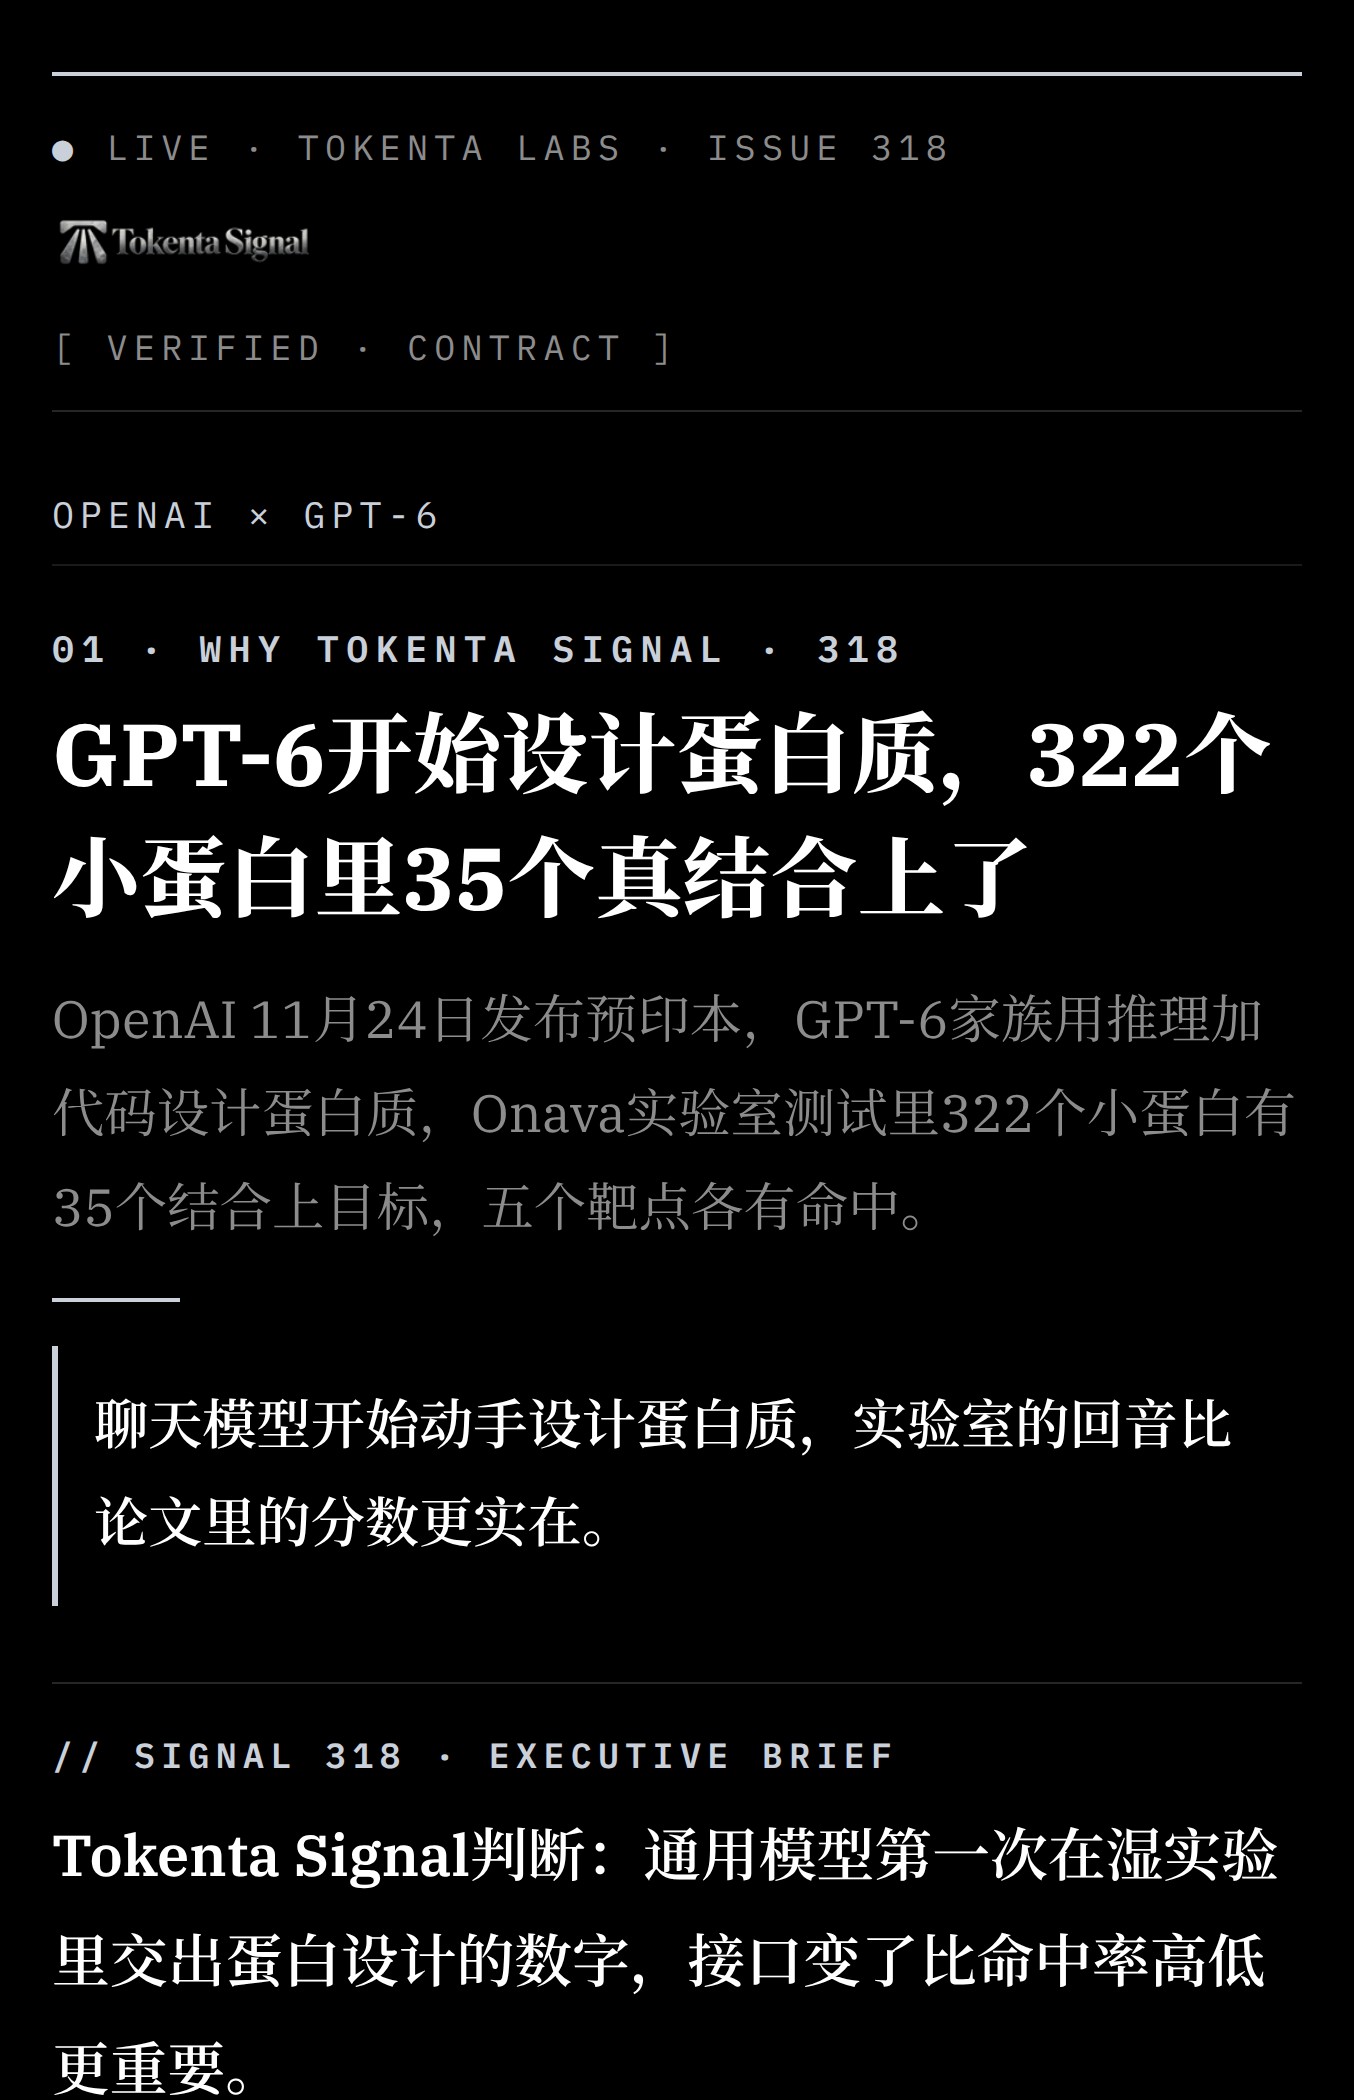 ● LIVE · TOKENTA LABS · ISSUE 318
Tokenta Signal
[ VERIFIED · CONTRACT ]
OPENAI × GPT-6
01 · WHY TOKENTA SIGNAL · 318
GPT-6开始设计蛋白质，322个
小蛋白里35个真结合上了
OpenAI 11月24日发布预印本，GPT-6家族用推理加
代码设计蛋白质，Onava实验室测试里322个小蛋白有
35个结合上目标，五个靶点各有命中。
聊天模型开始动手设计蛋白质，实验室的回音比
论文里的分数更实在。
// SIGNAL 318 · EXECUTIVE BRIEF
Tokenta Signal判断：通用模型第一次在湿实验
里交出蛋白设计的数字，接口变了比命中率高低
更重要。